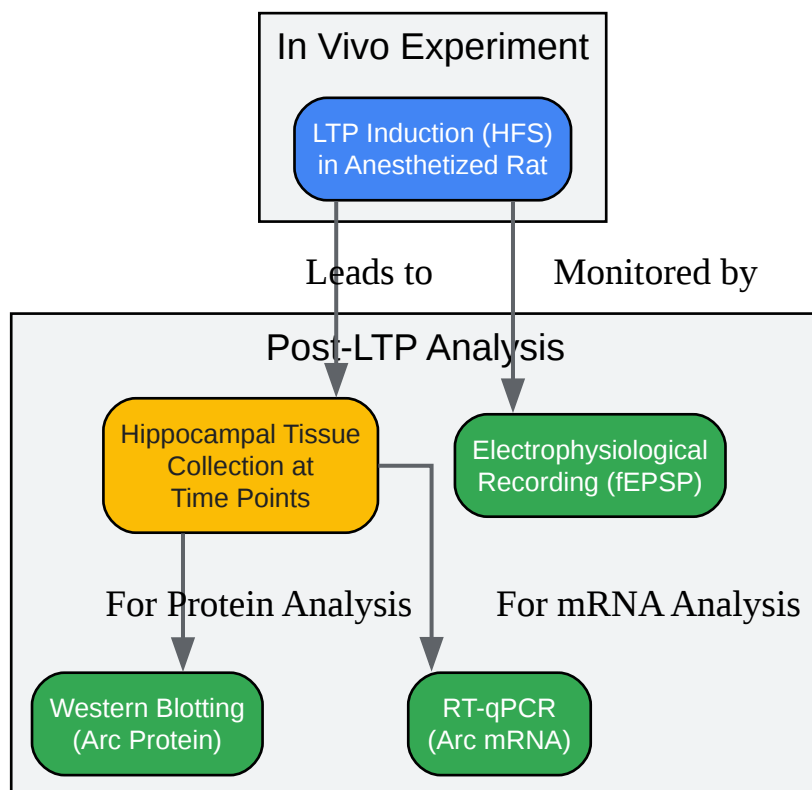 In Vivo Experiment
LTP Induction (HFS)
in Anesthetized Rat
Leads to
Monitored by
Post-LTP Analysis
Hippocampal Tissue
Collection at
Time Points
Electrophysiological
Recording (fEPSP)
For Protein Analysis
For mRNA Analysis
Western Blotting
(Arc Protein)
RT-qPCR
(Arc mRNA)